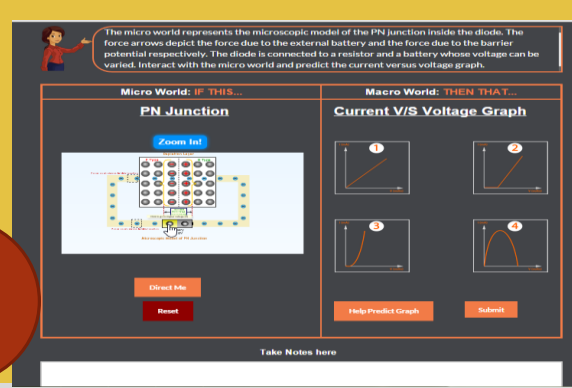 The micro world represents the microscopic model of the PN junction inside the diode. The
force arrows depict the force due to the external battery and the force due to the barrier
potential respectively. The diode is connected to a resistor and a battery whose voltage can be
varied. Interact with the micro world and predict the current versus voltage graph.
Micro World: IF THIS...
Macro World: THEN THAT...
PN Junction
Current V/S Voltage Graph
Zoom In!
1
2
3
4
Direct Me
Reset
Help Predict Graph
Submit
Take Notes here